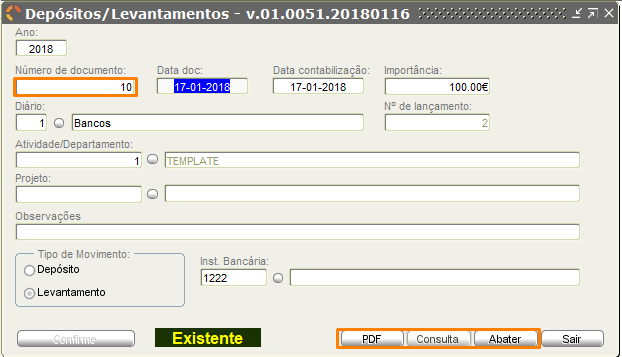 Depósitos/Levantamentos - v.01.0051.20180116
Ano:
2018
Número de documento: Data doc: Data contabilização: Importância:
10 17-01-2018 17-01-2018 100.00€
Diário: Nº de lançamento:
1 Bancos 2
Atividade/Departamento:
1 TEMPLATE
Projeto:
Observações
Tipo de Movimento: Inst. Bancária:
Depósito
1222
Levantamento
Confirme Existente PDF Consulta Abater Sair